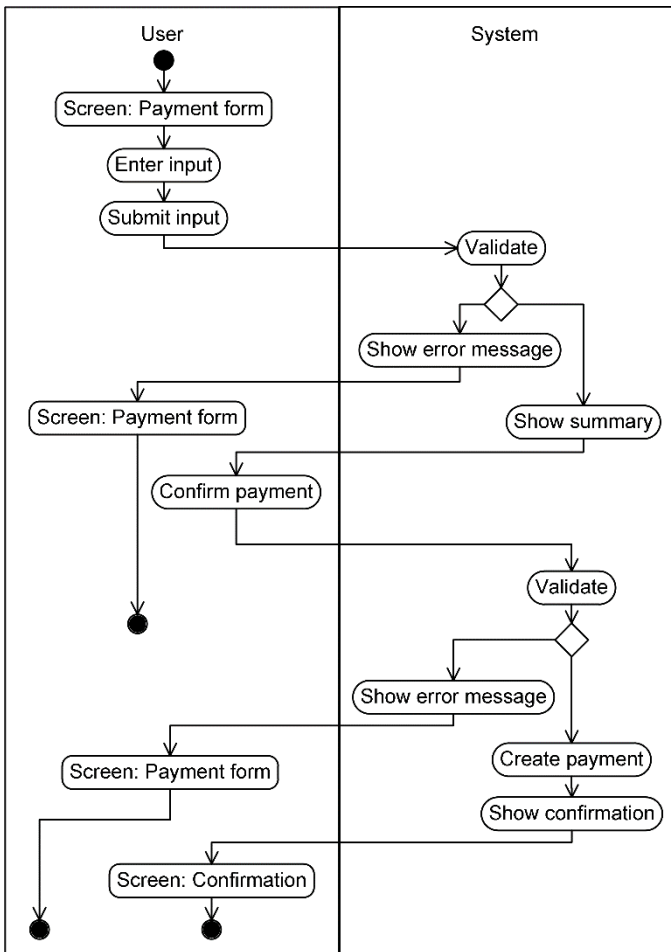 User
System
Screen: Payment form
Enter input
Submit input
Validate
Show error message
Screen: Payment form
Show summary
Confirm payment
Validate
Show error message
Create payment
Screen: Payment form
Show confirmation
Screen: Confirmation